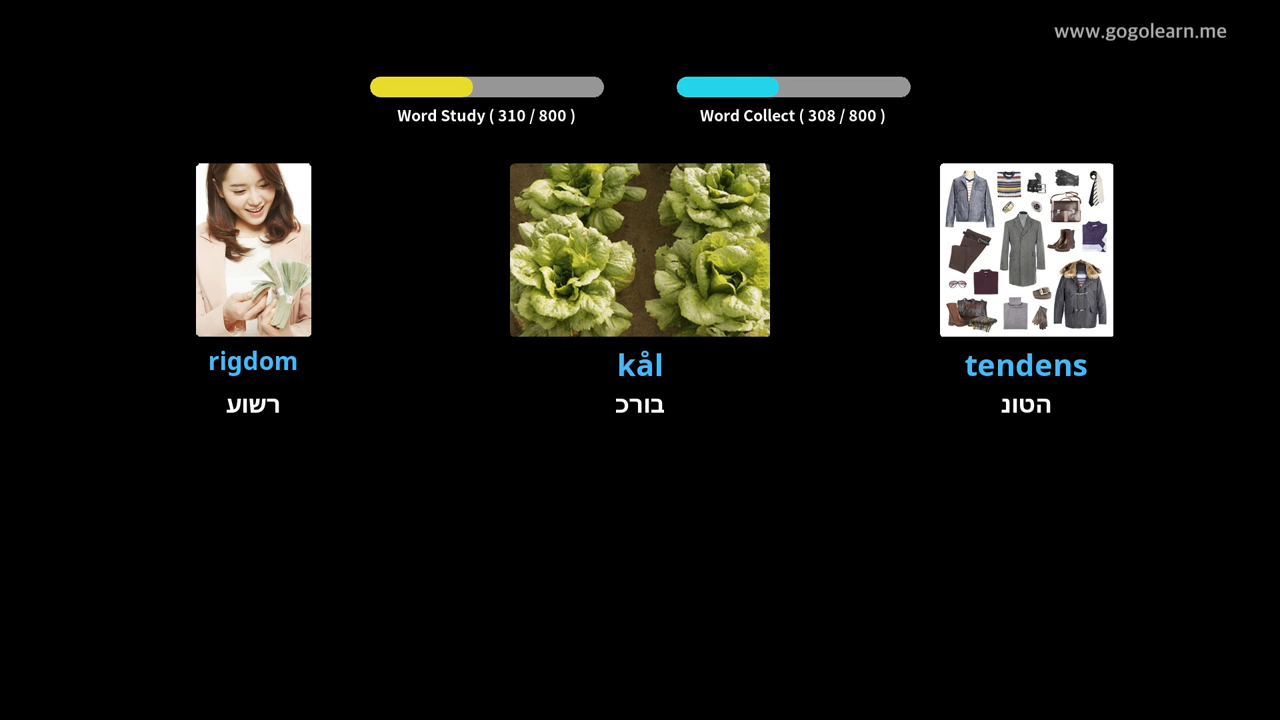 www.gogolearn.me
Word Study ( 310 / 800 )
Word Collect ( 308 / 800 )
rigdom
רשוע
kål
בורכ
tendens
הטונ